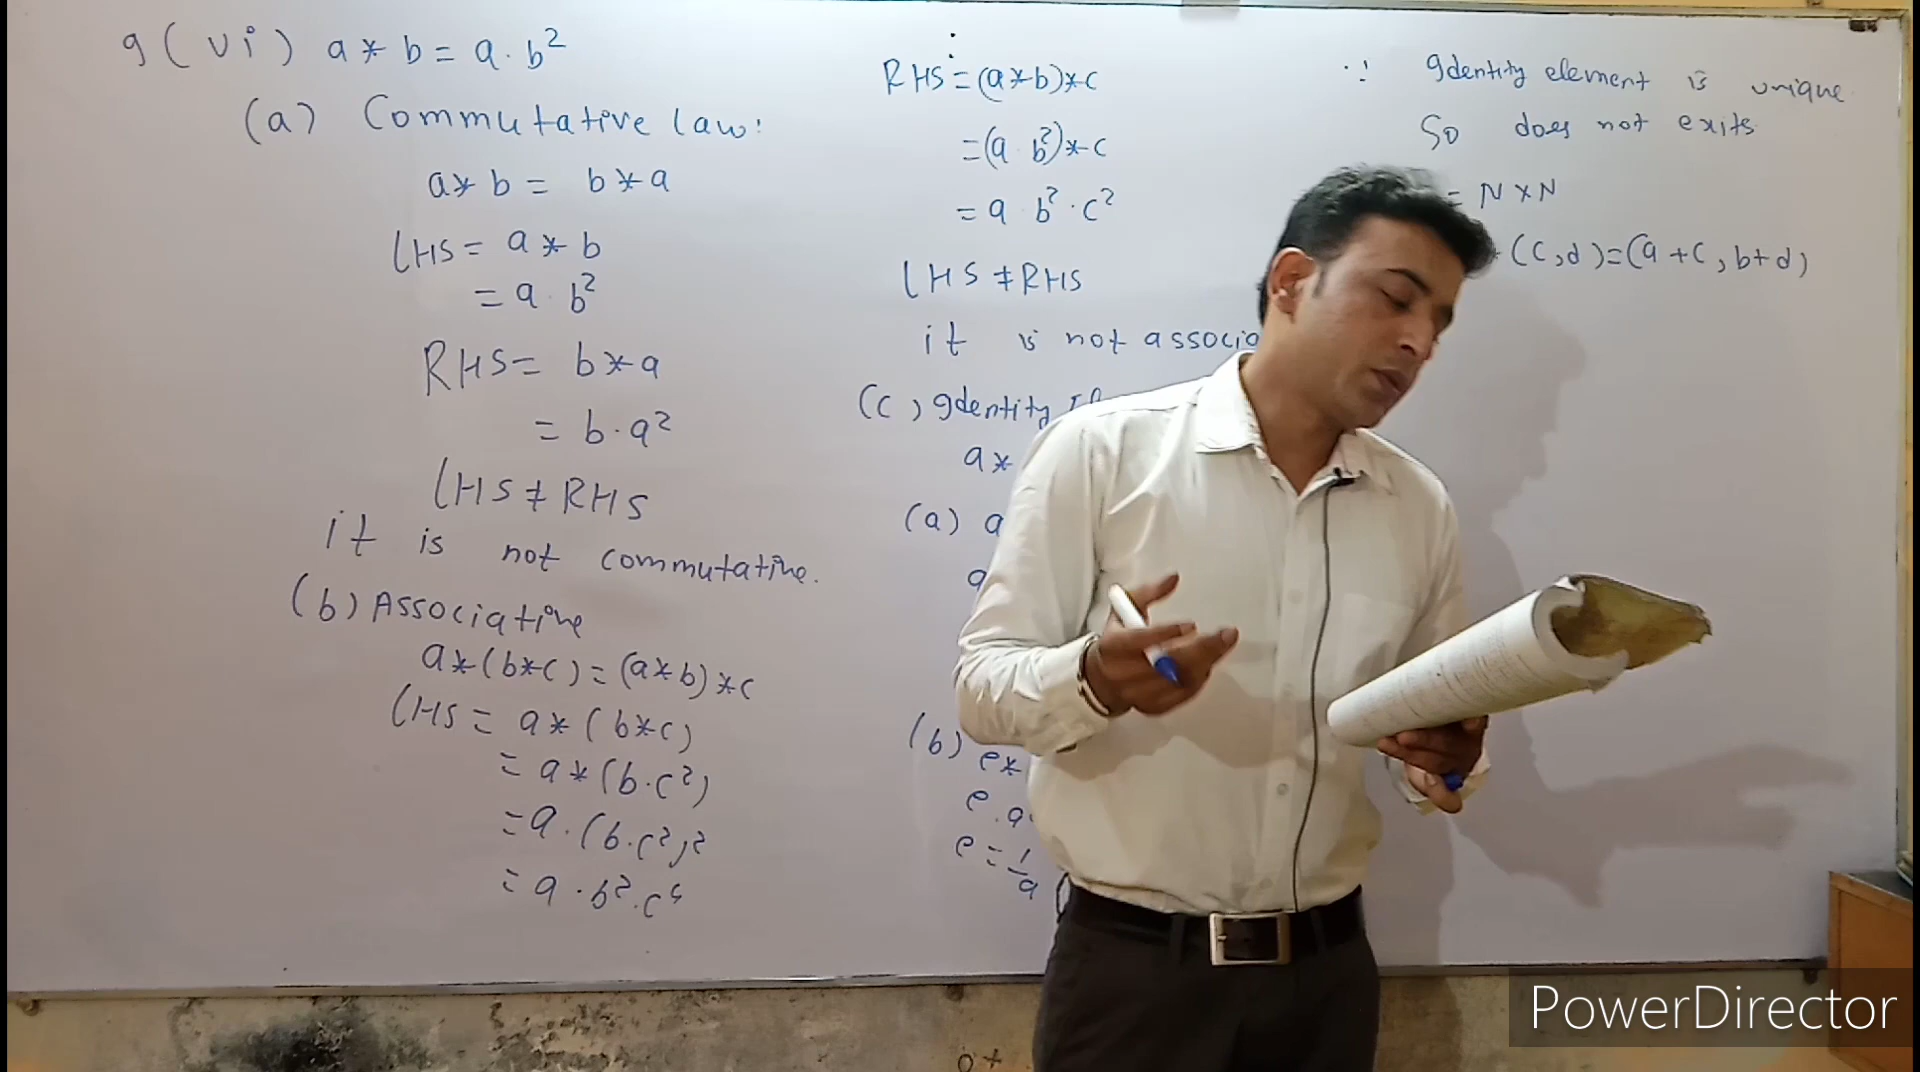 9(vi) a * b = a · b²
(a) Commutative law:
a * b = b * a
LHS = a * b
= a · b²
RHS = b * a
= b · a²
LHS ≠ RHS
it is not commutative.
(b) Associative
a * (b * c) = (a * b) * c
LHS = a * (b * c)
= a * (b · c²)
= a · (b · c²)²
= a · b² · c⁴
RHS = (a * b) * c
= (a b²) * c
= a b² · c²
LHS ≠ RHS
it is not associa
(c) Identity
a *
(a) a
a
(b) e *
e · a
e = 1/a
∵ Identity element is unique
So does not exits
= N × N
* (c, d) = (a + c, b + d)
PowerDirector